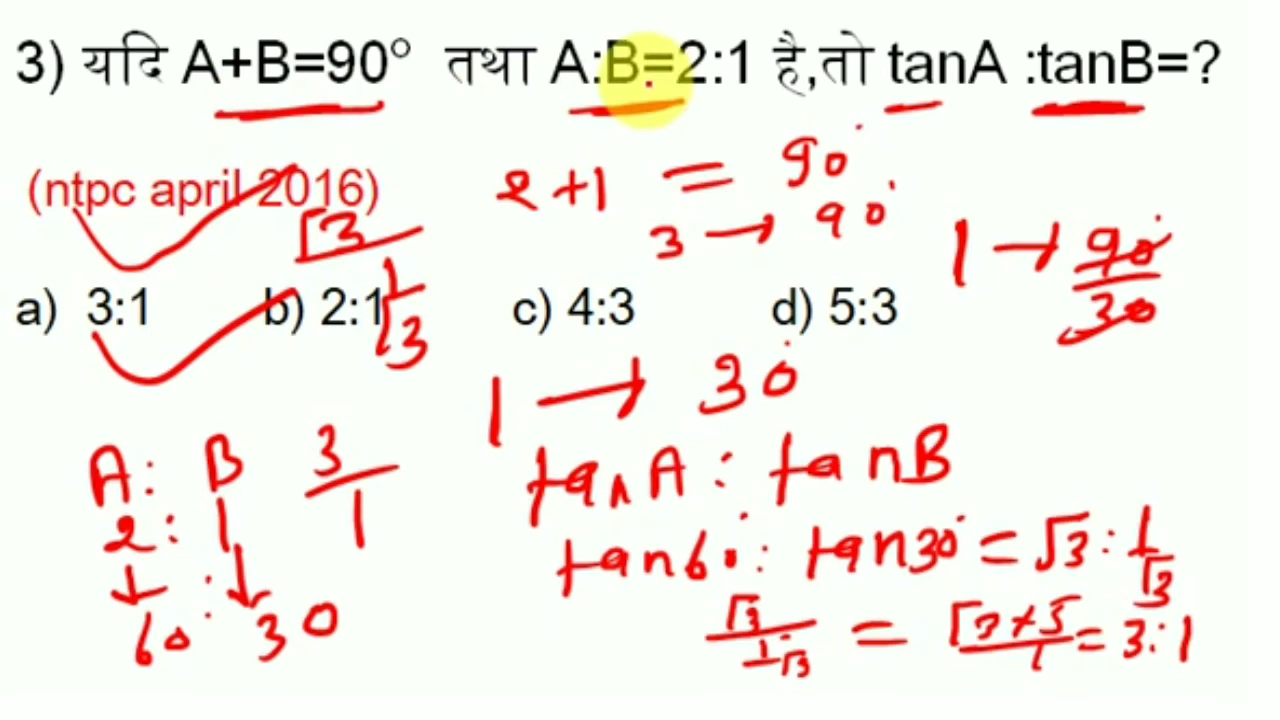 3) यदि A+B=90° तथा A:B=2:1 है,तो tanA :tanB=?
(ntpc april 2016)
2+1 = 90°
3 → 90°
1 → 90°/30
√3
1/√3
a) 3:1 b) 2:1 c) 4:3 d) 5:3
1 → 30°
A: B 3/1
2: 1
60: 30
tanA : tanB
tan60°: tan30° = √3 : 1/√3
√3/1/√3 = √3×√3/1 = 3:1